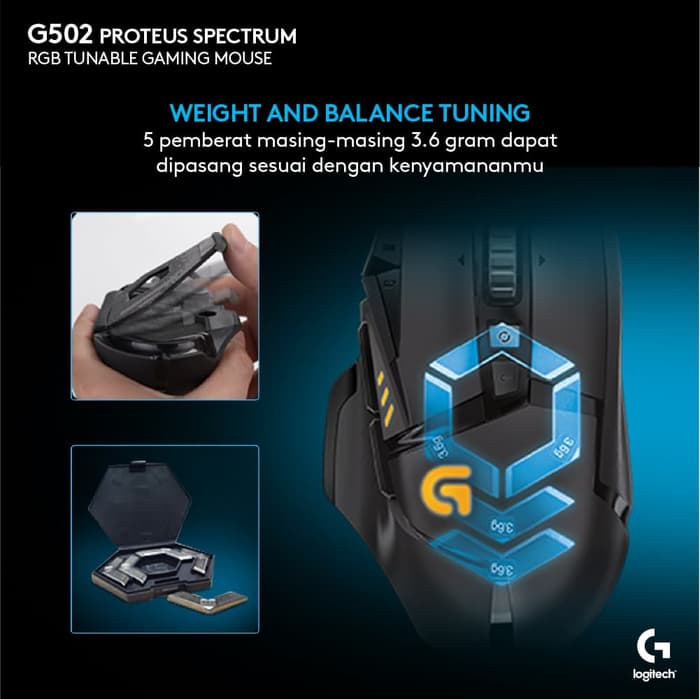 G502 PROTEUS SPECTRUM
RGB TUNABLE GAMING MOUSE
WEIGHT AND BALANCE TUNING
5 pemberat masing-masing 3.6 gram dapat
dipasang sesuai dengan kenyamananmu
3.6g
3.6g
3.6g
3.6g
logitech